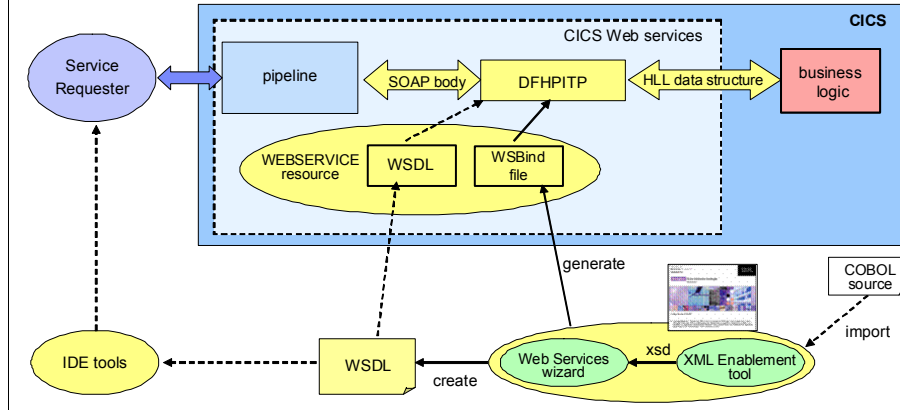 CICS
CICS Web services
Service
Requester
pipeline
SOAP body
DFHPITP
HLL data structure
business
logic
WEBSERVICE
resource
WSDL
WSBind
file
generate
COBOL
source
import
IDE tools
WSDL
create
Web Services
wizard
xsd
XML Enablement
tool